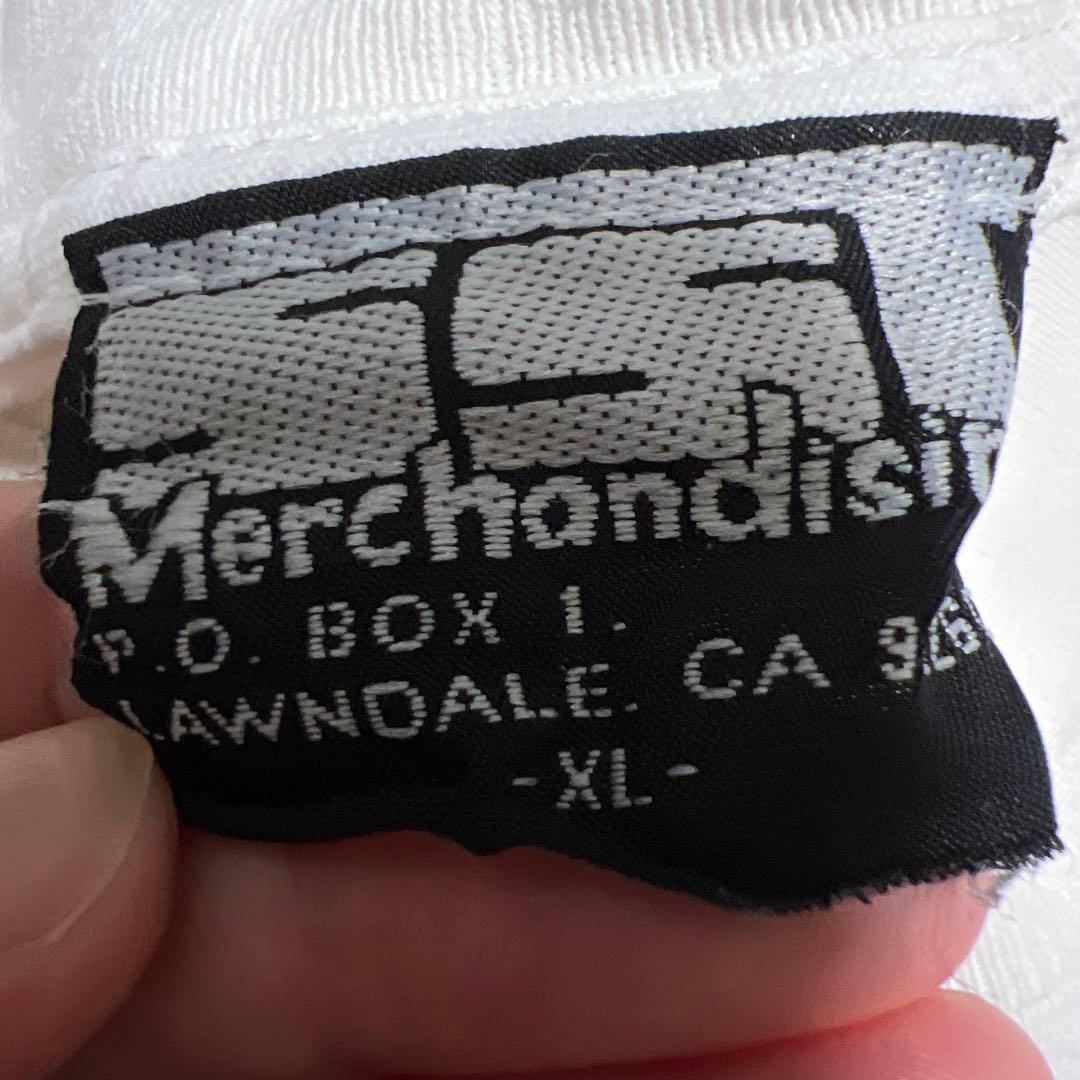 SST
Merchandisin
P.O. BOX 1.
LAWNDALE. CA
-XL-